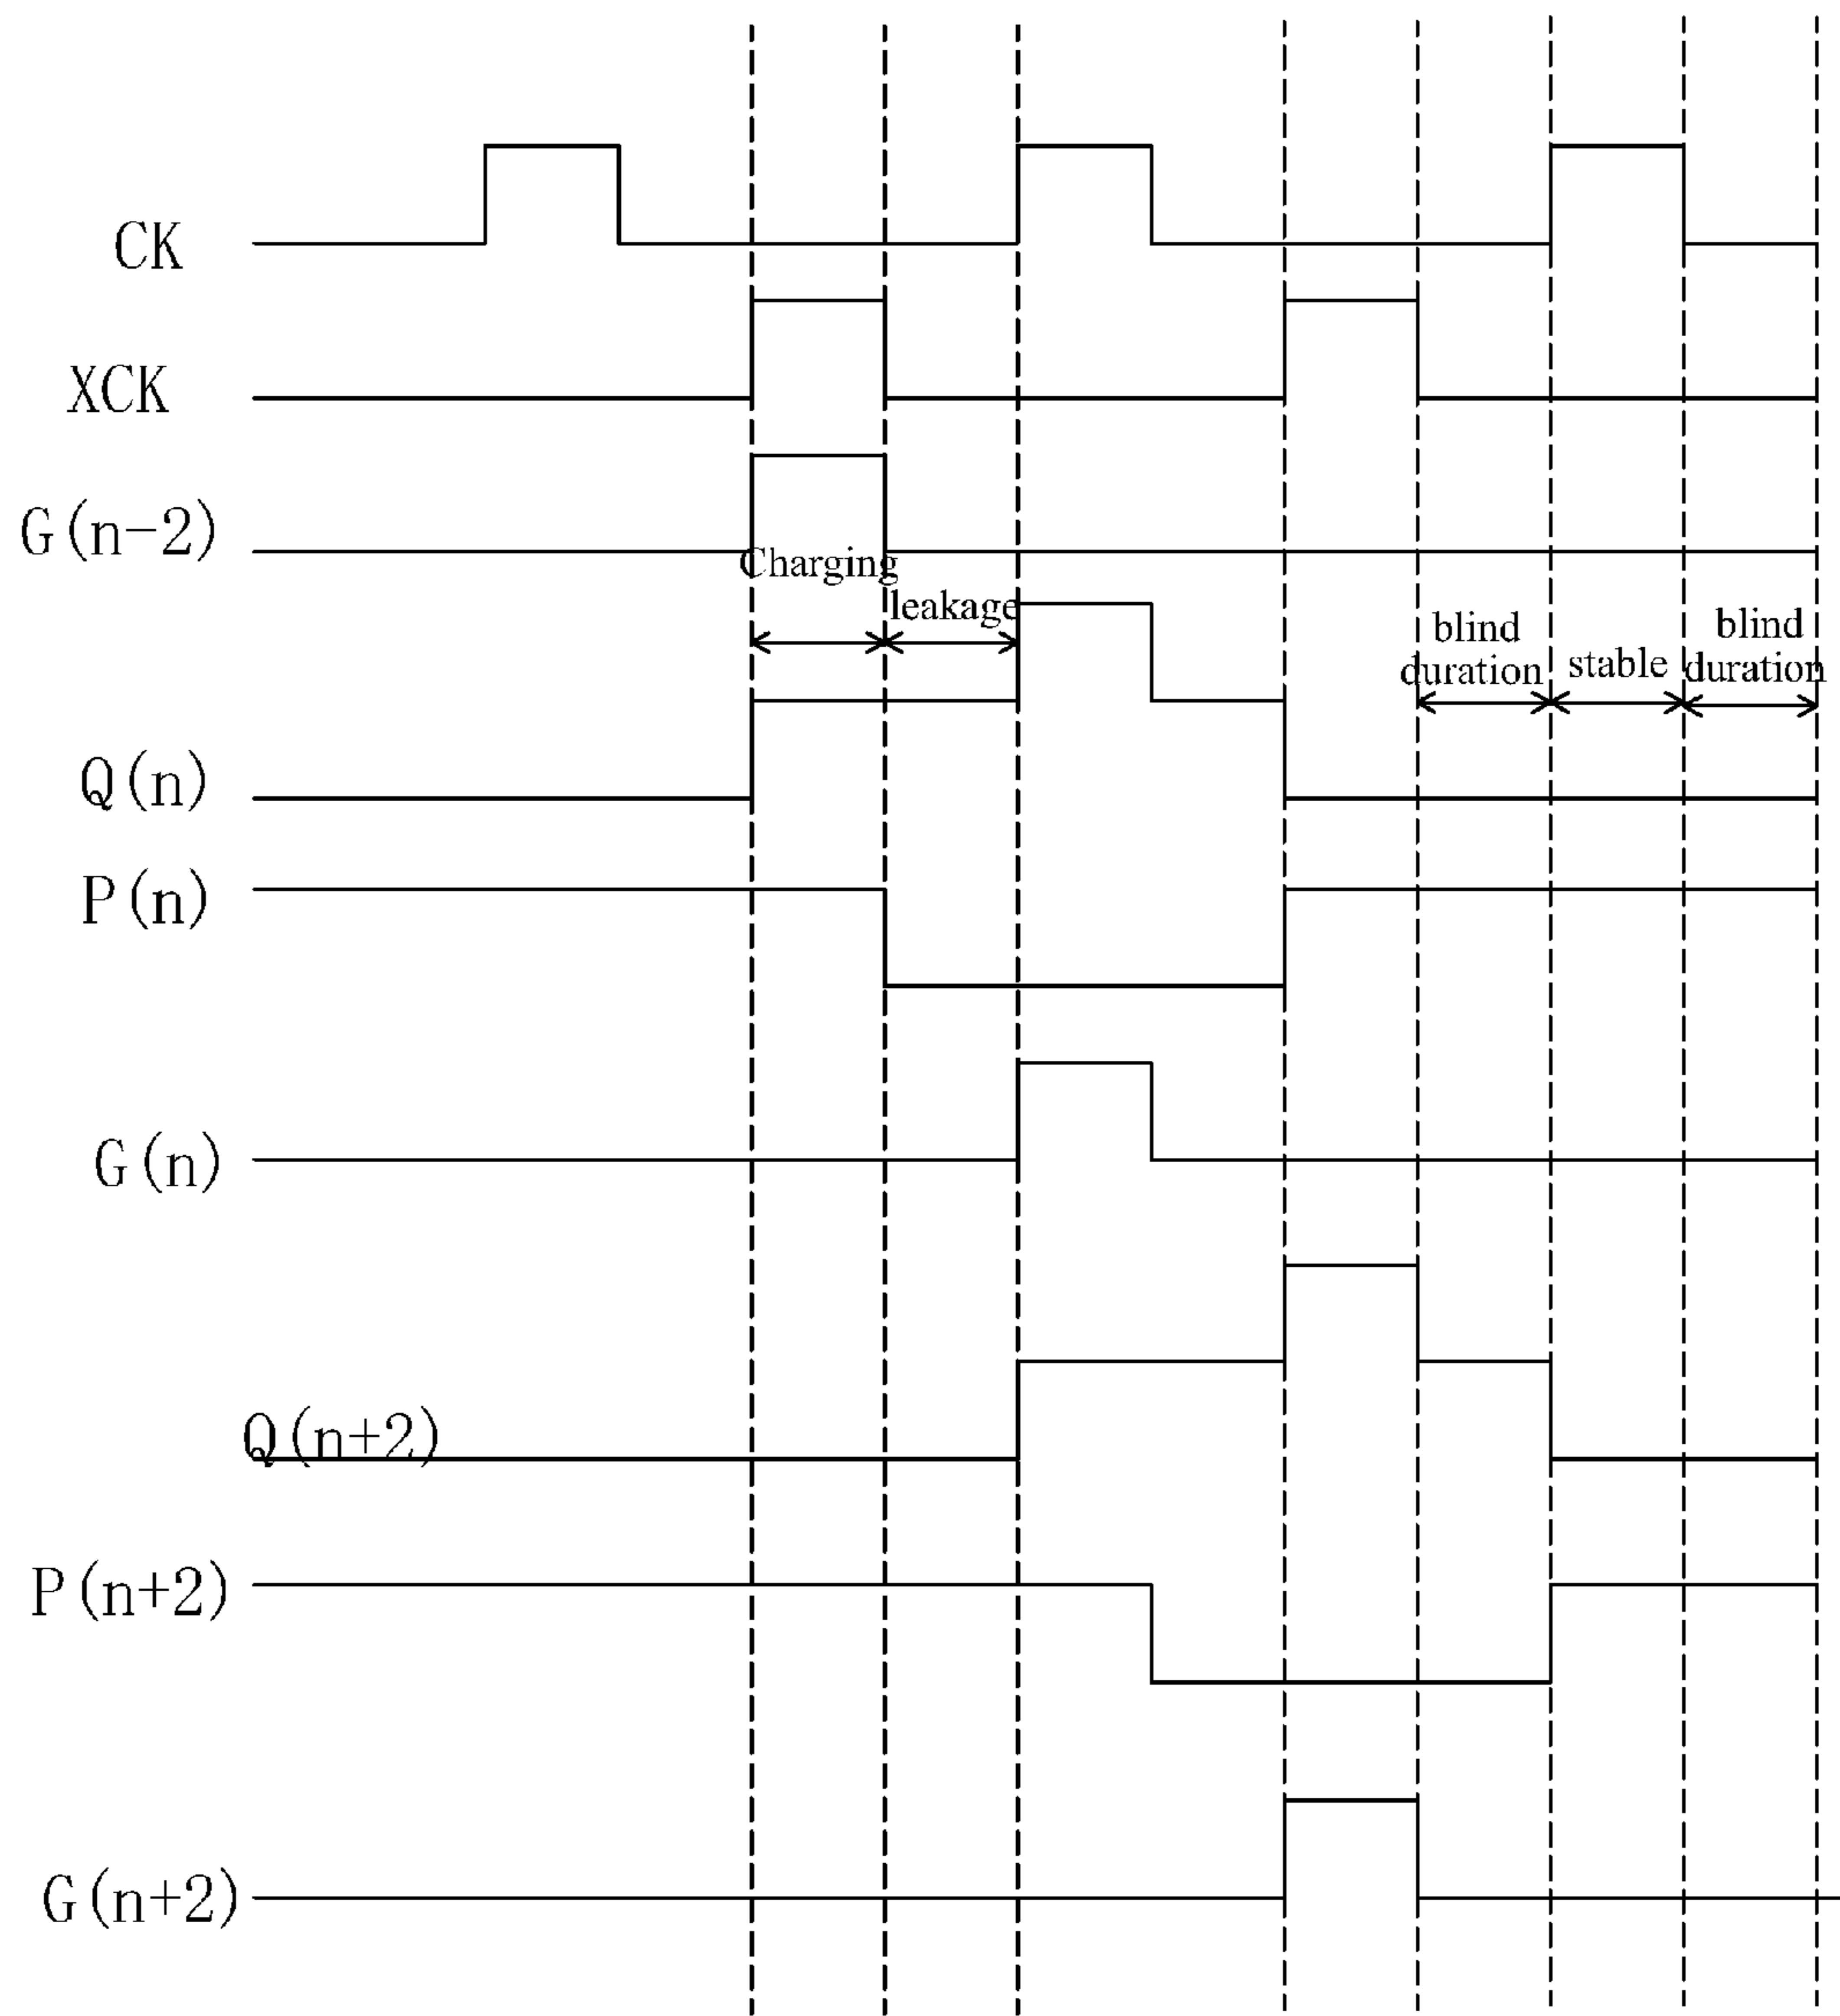 CK
XCK
G(n-2)
Charging
leakage
blind
duration
stable
blind
duration
Q(n)
P(n)
G(n)
Q(n+2)
P(n+2)
G(n+2)